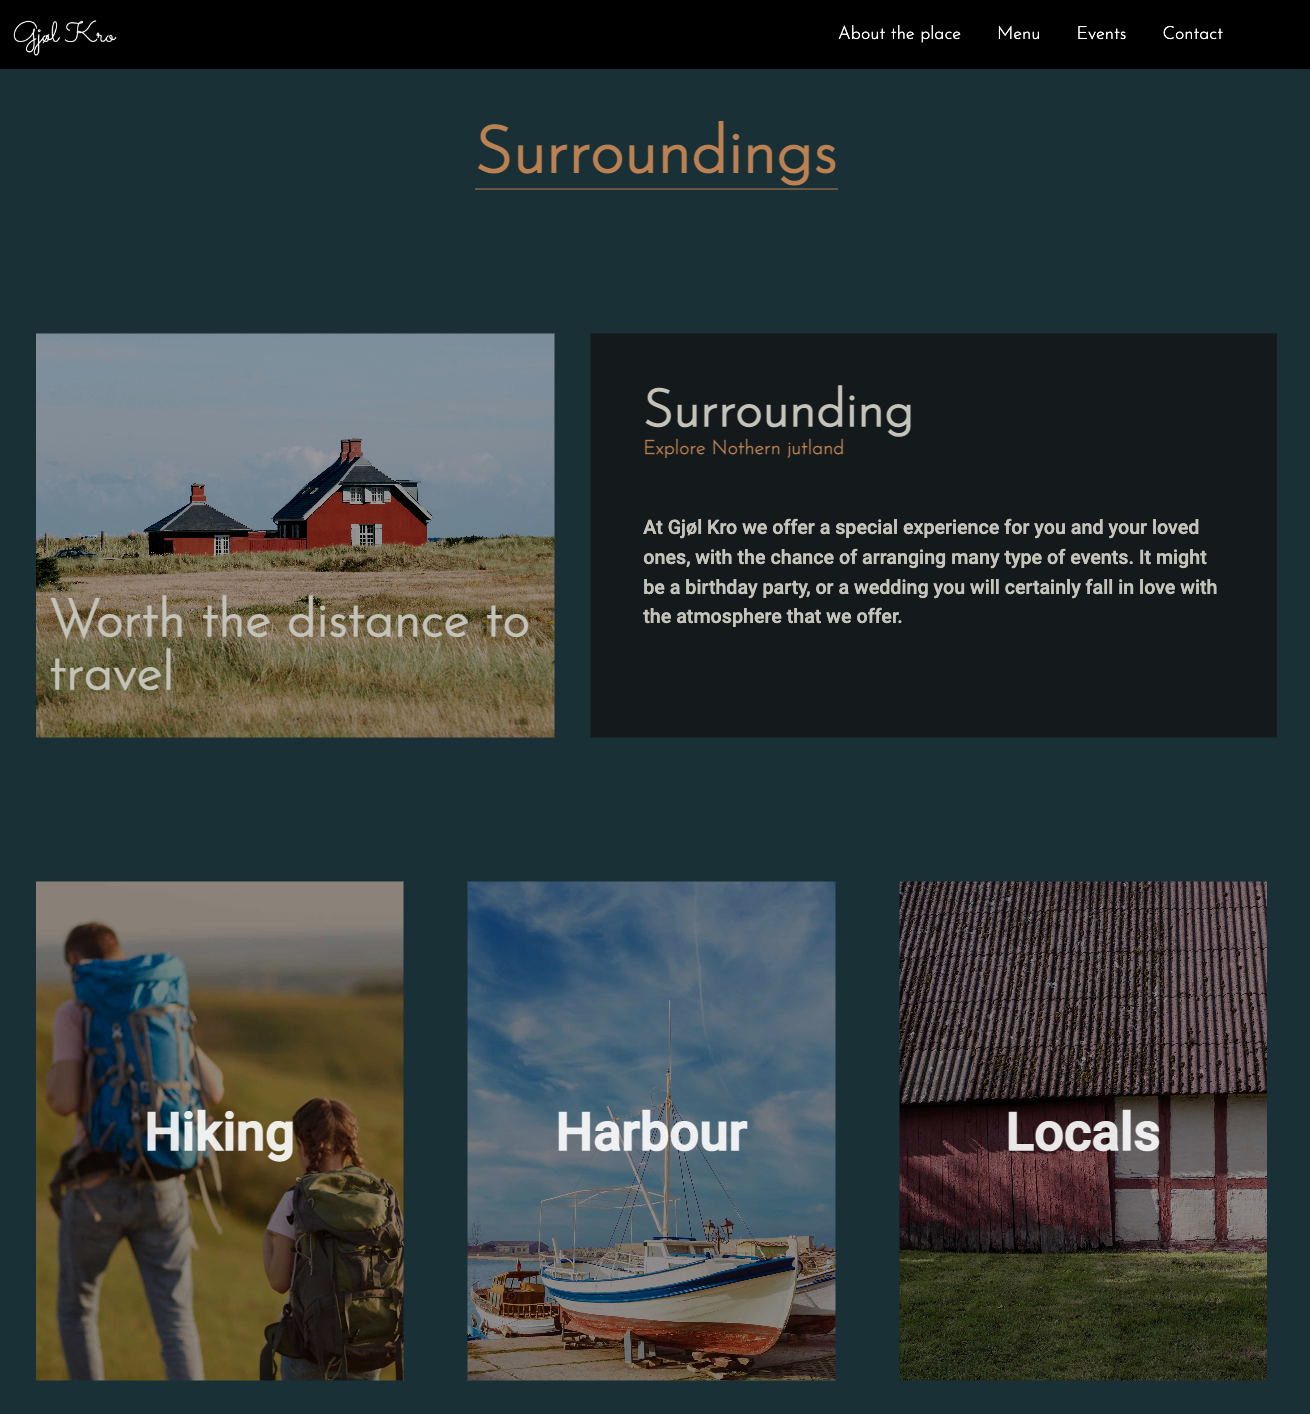 Gjøl Kro
About the place Menu Events Contact
Surroundings
Worth the distance to
travel
Surrounding
Explore Nothern jutland
At Gjøl Kro we offer a special experience for you and your loved
ones, with the chance of arranging many type of events. It might
be a birthday party, or a wedding you will certainly fall in love with
the atmosphere that we offer.
Hiking
Harbour
Locals